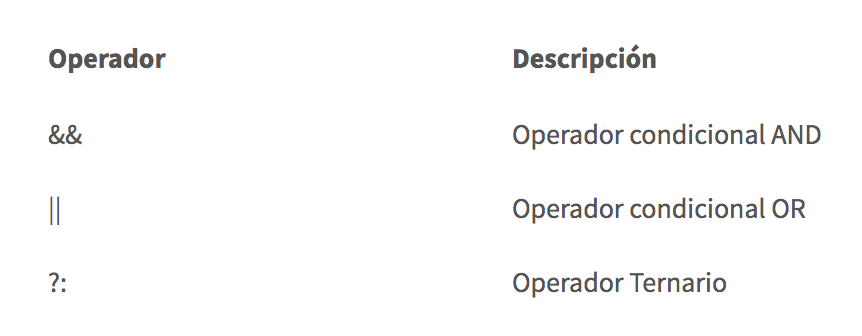 Operador Descripción
&& Operador condicional AND
|| Operador condicional OR
?: Operador Ternario